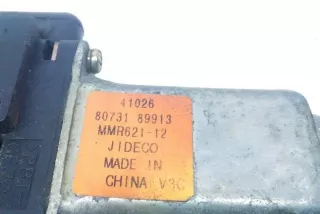 41026
80731 89913
MMR621-12
JIDECO
MADE IN
CHINA V3C